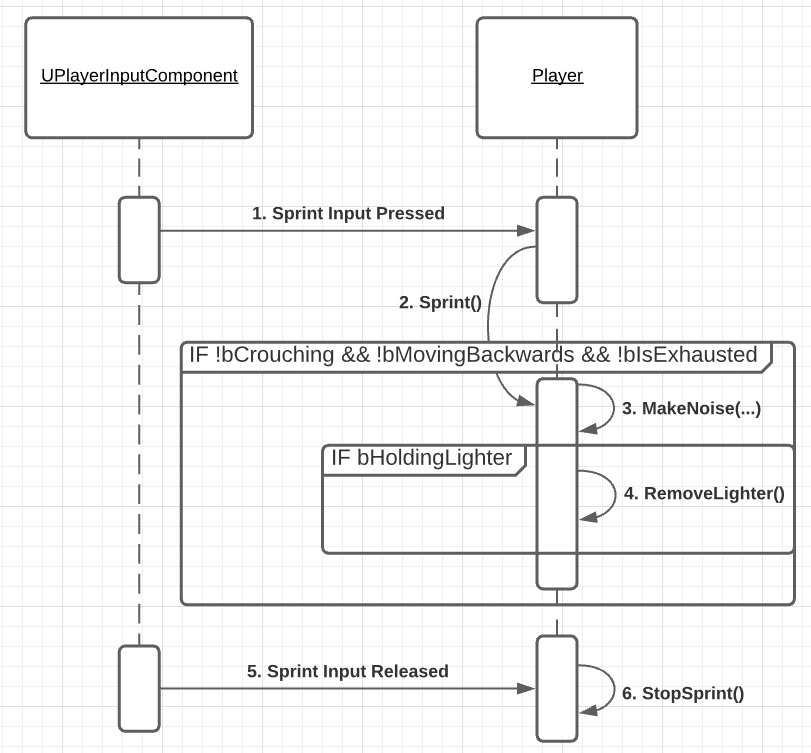 UPlayerInputComponent
Player
1. Sprint Input Pressed
2. Sprint()
IF !bCrouching && !bMovingBackwards && !bIsExhausted
3. MakeNoise(...)
IF bHoldingLighter
4. RemoveLighter()
5. Sprint Input Released
6. StopSprint()